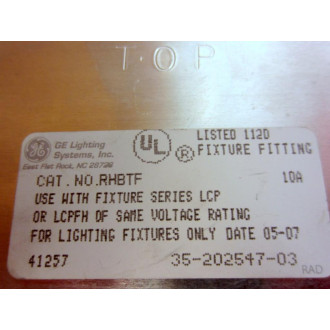 TOP
GE Lighting
Systems, Inc.
East Flat Rock, NC 28726
UL
LISTED 112D
FIXTURE FITTING
CAT.NO.RHBTF 10A
USE WITH FIXTURE SERIES LCP
OR LCPFH OF SAME VOLTAGE RATING
FOR LIGHTING FIXTURES ONLY DATE 05-07
41257 35-202547-03
RAD